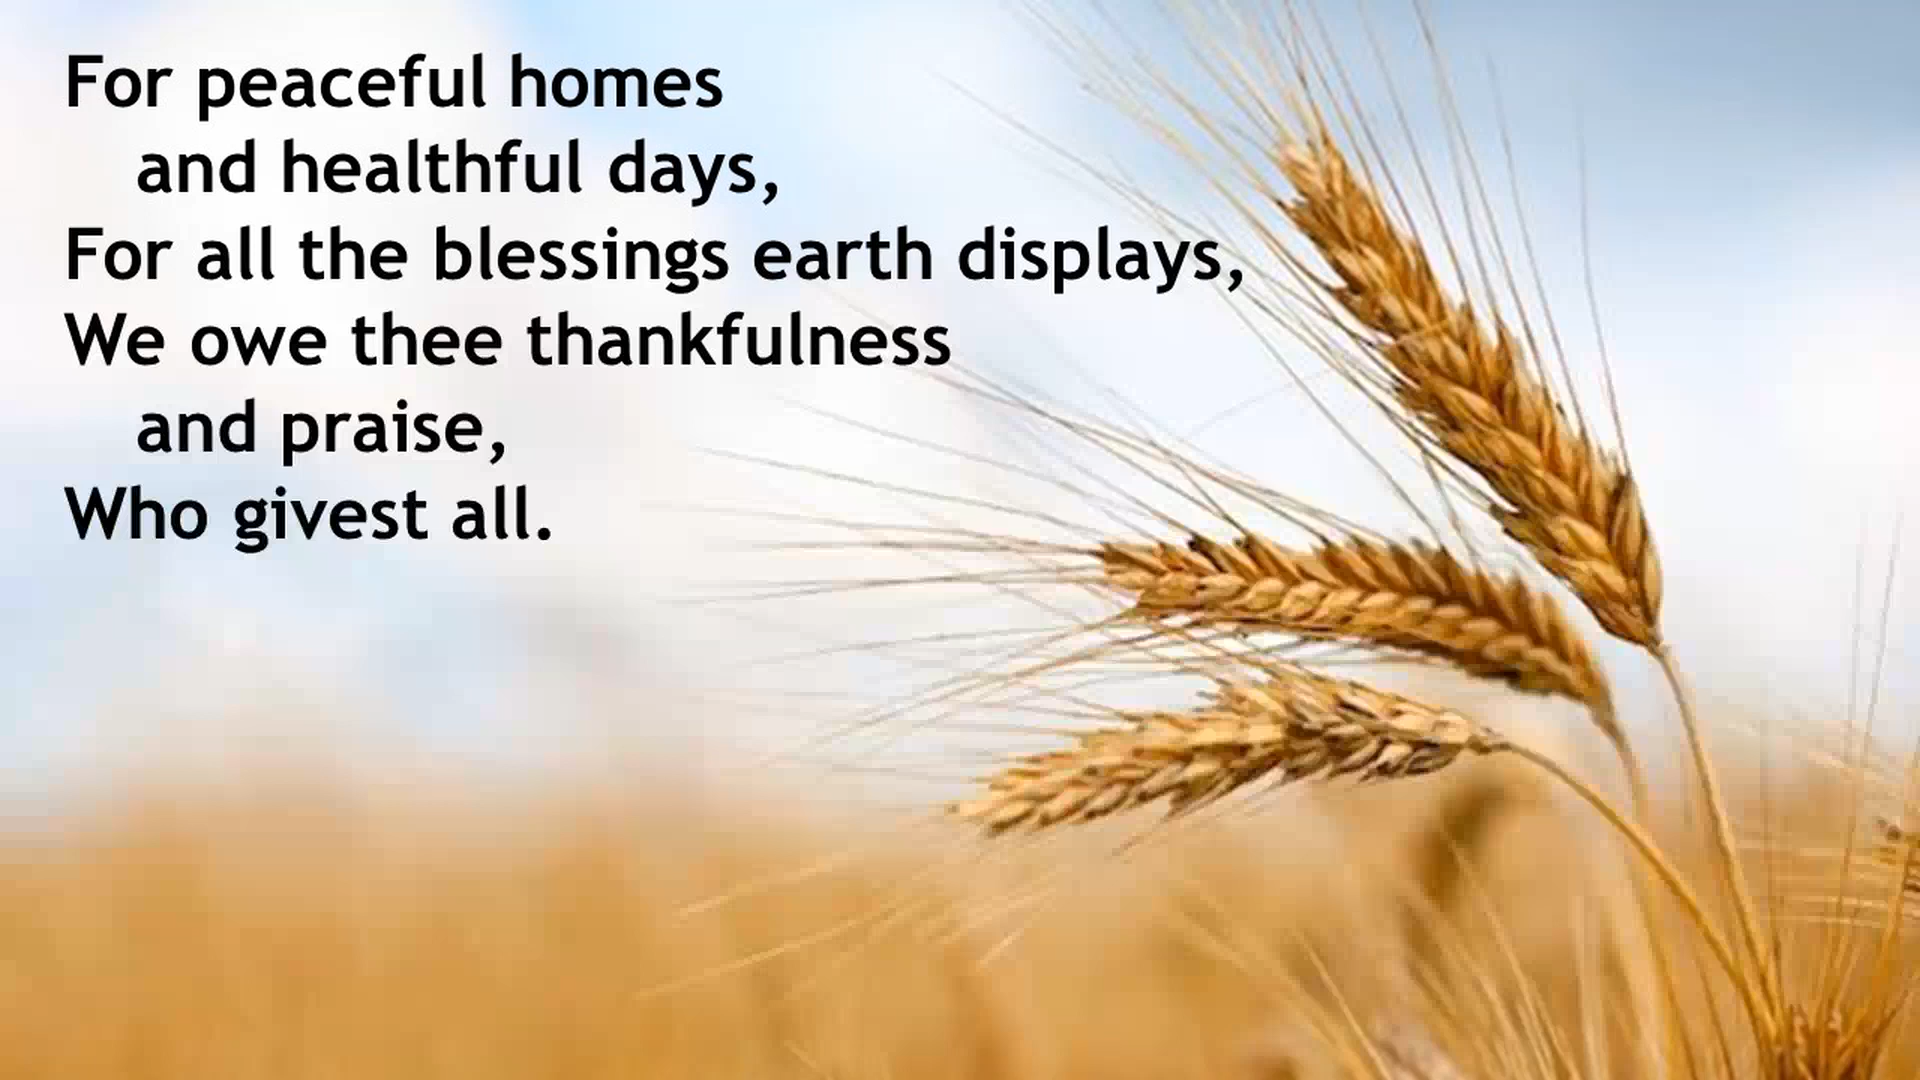 For peaceful homes
and healthful days,
For all the blessings earth displays,
We owe thee thankfulness
and praise,
Who givest all.